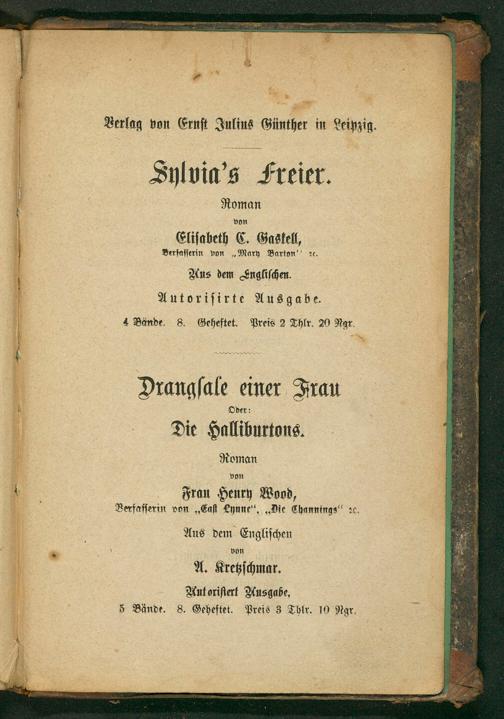 Verlag von Ernst Julius Günther in Leipzig.
Sylvia's Freier.
Roman
von
Elisabeth C. Gaskell,
Verfasserin von „Mary Barton" ꝛc.
Aus dem Englischen.
Autorisirte Ausgabe.
4 Bände. 8. Geheftet. Preis 2 Thlr. 20 Ngr.
Drangsale einer Frau
Oder:
Die Halliburtons.
Roman
von
Frau Henry Wood,
Verfasserin von „East Lynne", „Die Channings" ꝛc.
Aus dem Englischen
von
A. Kretzschmar.
Autorisirt Ausgabe.
5 Bände. 8. Geheftet. Preis 3 Thlr. 10 Ngr.